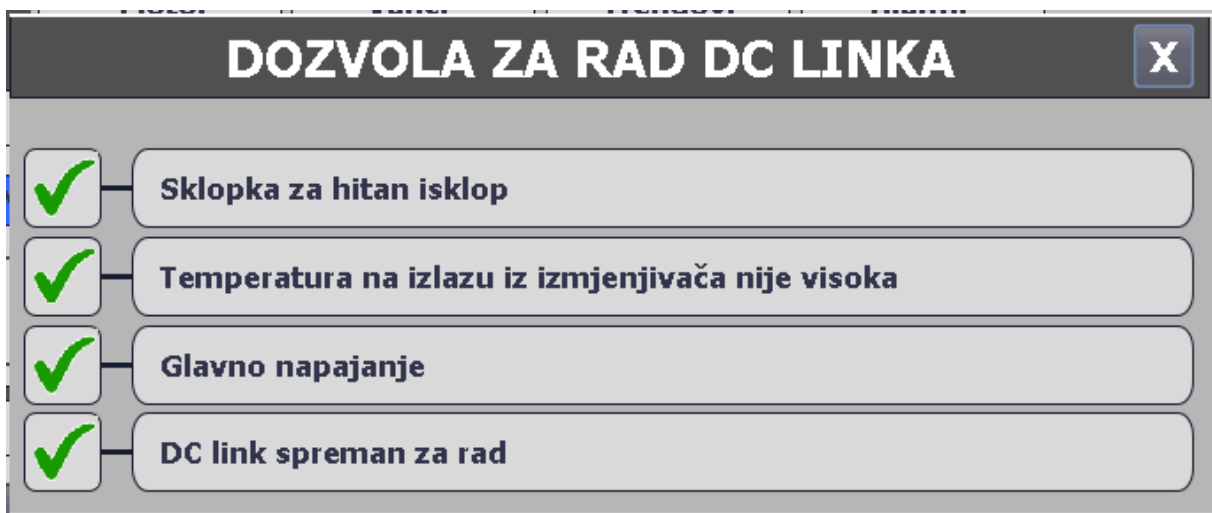 DOZVOLA ZA RAD DC LINKA X
Sklopka za hitan isklop
Temperatura na izlazu iz izmjenjivača nije visoka
Glavno napajanje
DC link spreman za rad